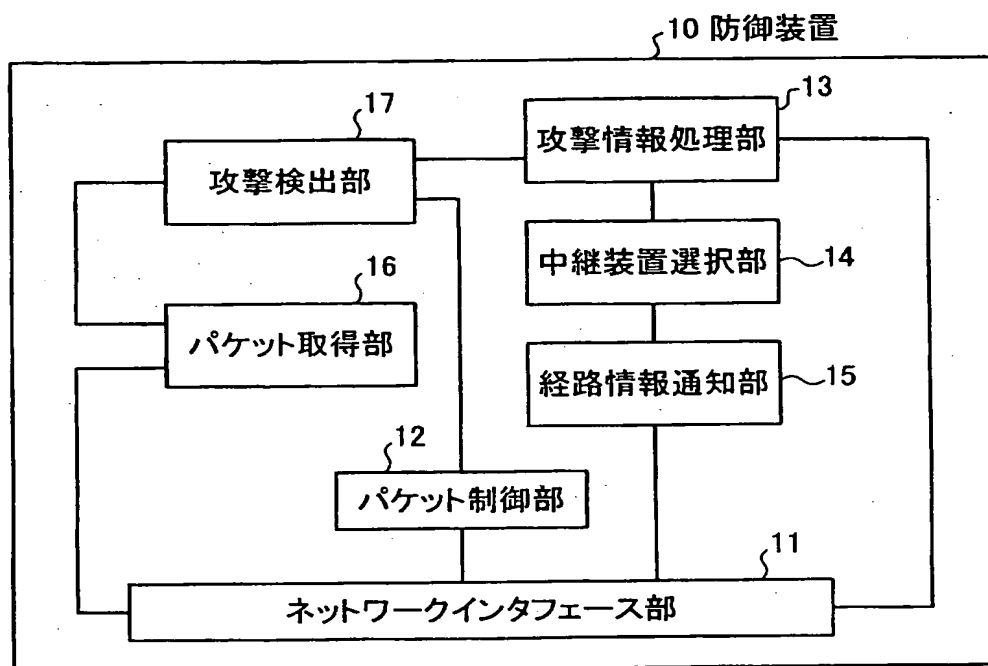 10 防御装置
17
攻撃検出部
13
攻撃情報処理部
中継装置選択部
14
16
パケット取得部
経路情報通知部
15
12
パケット制御部
11
ネットワークインタフェース部